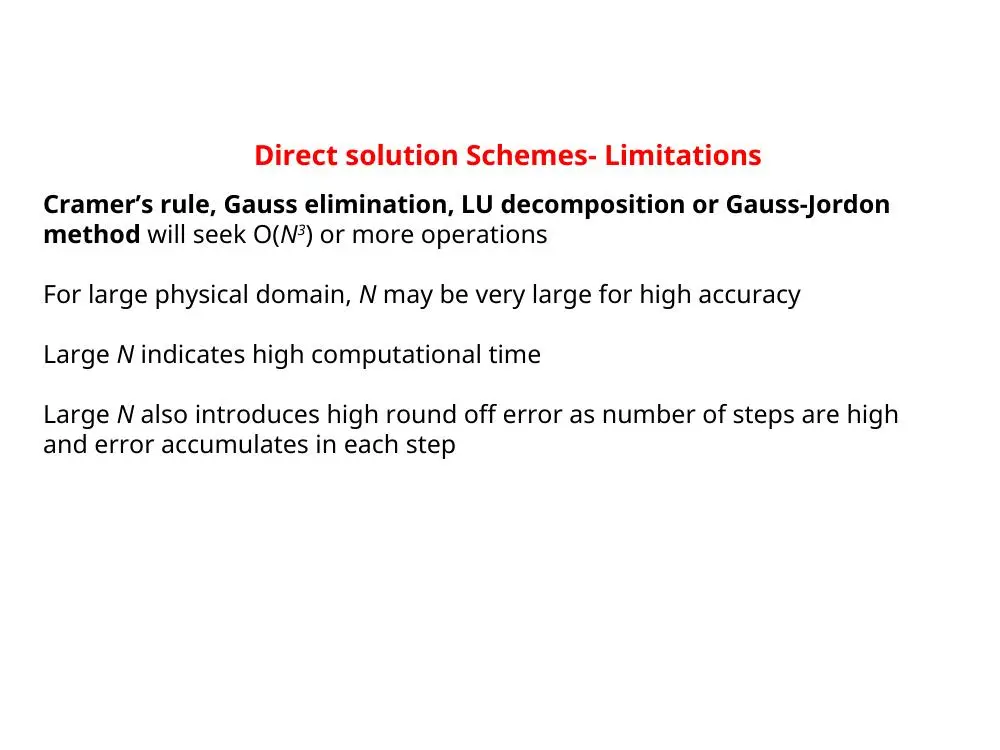 Direct solution Schemes- Limitations
Cramer’s rule, Gauss elimination, LU decomposition or Gauss-Jordon
method will seek O(N³) or more operations
For large physical domain, N may be very large for high accuracy
Large N indicates high computational time
Large N also introduces high round off error as number of steps are high
and error accumulates in each step